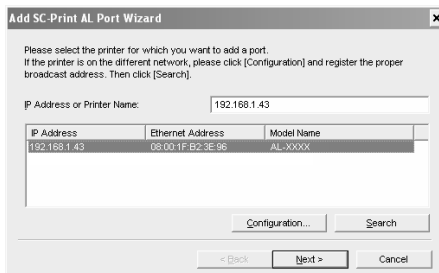 Add SC-Print AL Port Wizard
Please select the printer for which you want to add a port.
If the printer is on the different network, please click [Configuration] and register the proper
broadcast address. Then click [Search].
IP Address or Printer Name: 192.168.1.43
IP Address Ethernet Address Model Name
192.168.1.43 08:00:1F:B2:3E:96 AL-XXXX
Configuration... Search
< Back Next > Cancel